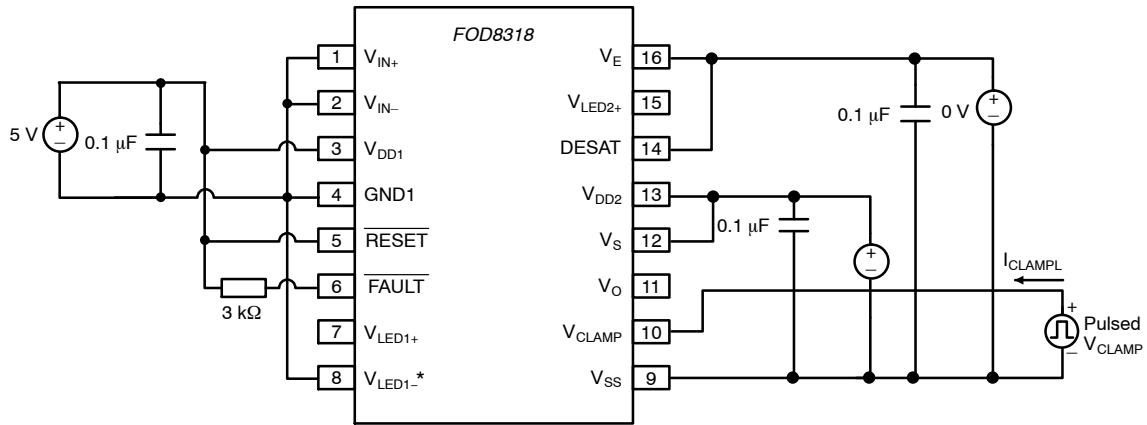 FOD8318
1 V_IN+
2 V_IN−
3 V_DD1
4 GND1
5 RESET
6 FAULT
7 V_LED1+
8 V_LED1−*
V_E 16
V_LED2+ 15
DESAT 14
V_DD2 13
V_S 12
V_O 11
V_CLAMP 10
V_SS 9
5 V
+
−
0.1 µF
3 kΩ
0.1 µF
0 V
+
−
0.1 µF
+
−
I_CLAMPL
+
Pulsed
V_CLAMP
−